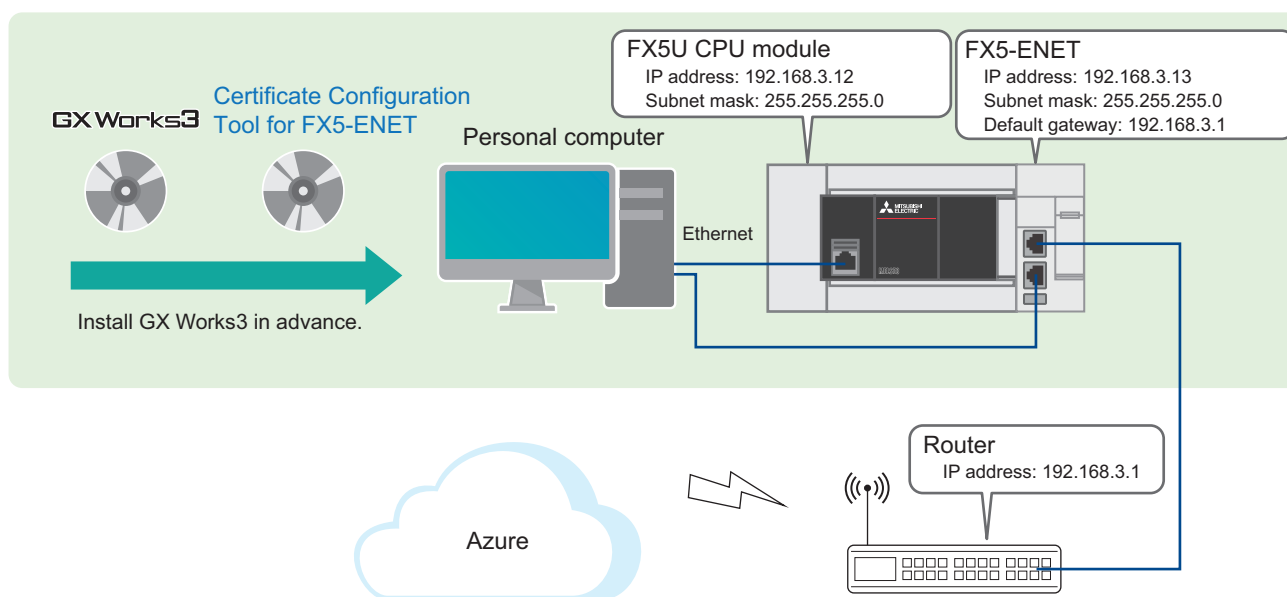 FX5U CPU module
IP address: 192.168.3.12
Subnet mask: 255.255.255.0
FX5-ENET
IP address: 192.168.3.13
Subnet mask: 255.255.255.0
Default gateway: 192.168.3.1
GX Works3
Certificate Configuration
Tool for FX5-ENET
Personal computer
Ethernet
MITSUBISHI
ELECTRIC
Install GX Works3 in advance.
Router
IP address: 192.168.3.1
Azure